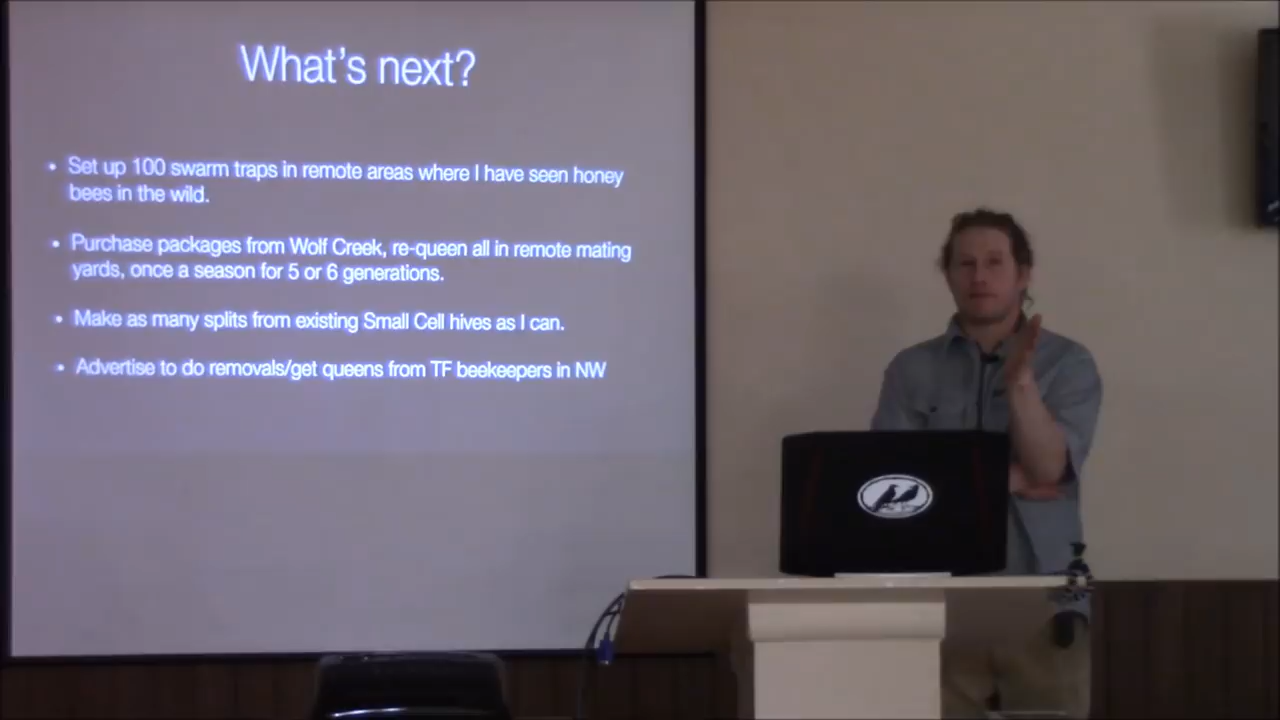 What's next?
• Set up 100 swarm traps in remote areas where I have seen honey
bees in the wild.
• Purchase packages from Wolf Creek, re-queen all in remote mating
yards, once a season for 5 or 6 generations.
• Make as many splits from existing Small Cell hives as I can.
• Advertise to do removals/get queens from TF beekeepers in NW